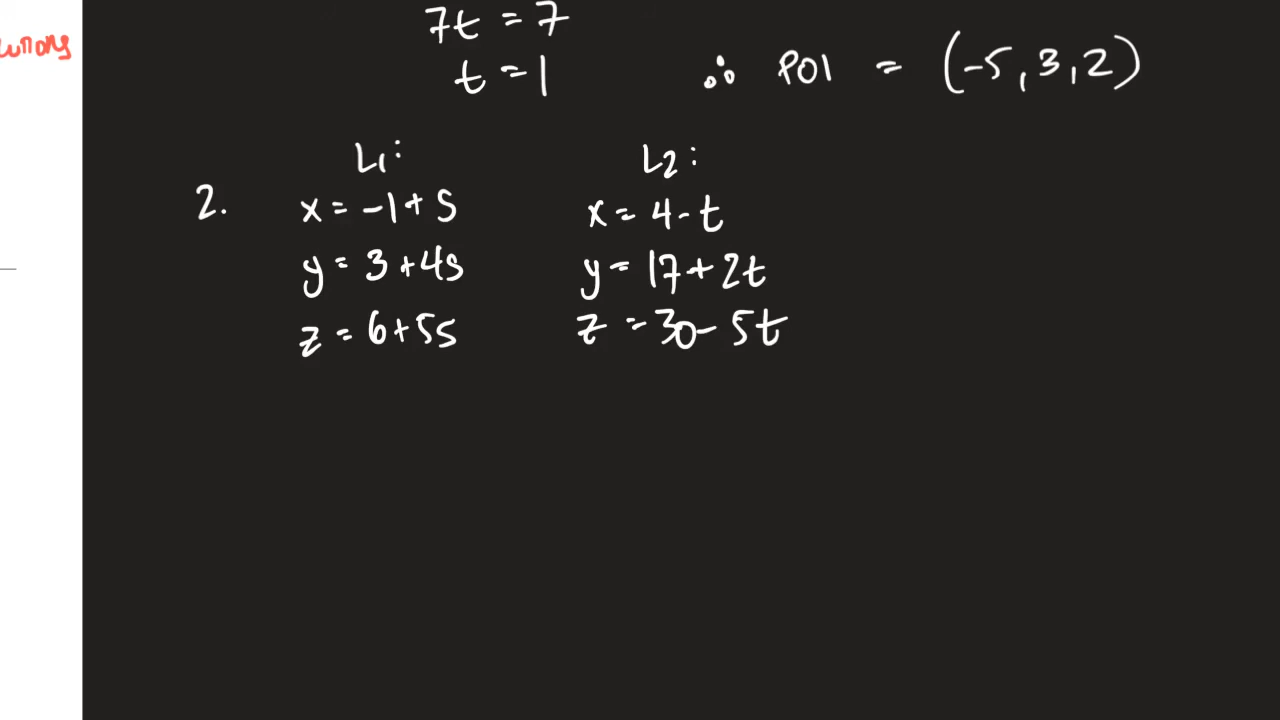 7t = 7
t = 1 ∴ POI = (-5, 3, 2)
L1: L2:
2. x = -1 + S x = 4 - t
y = 3 + 4s y = 17 + 2t
z = 6 + 5s z = 30 - 5t